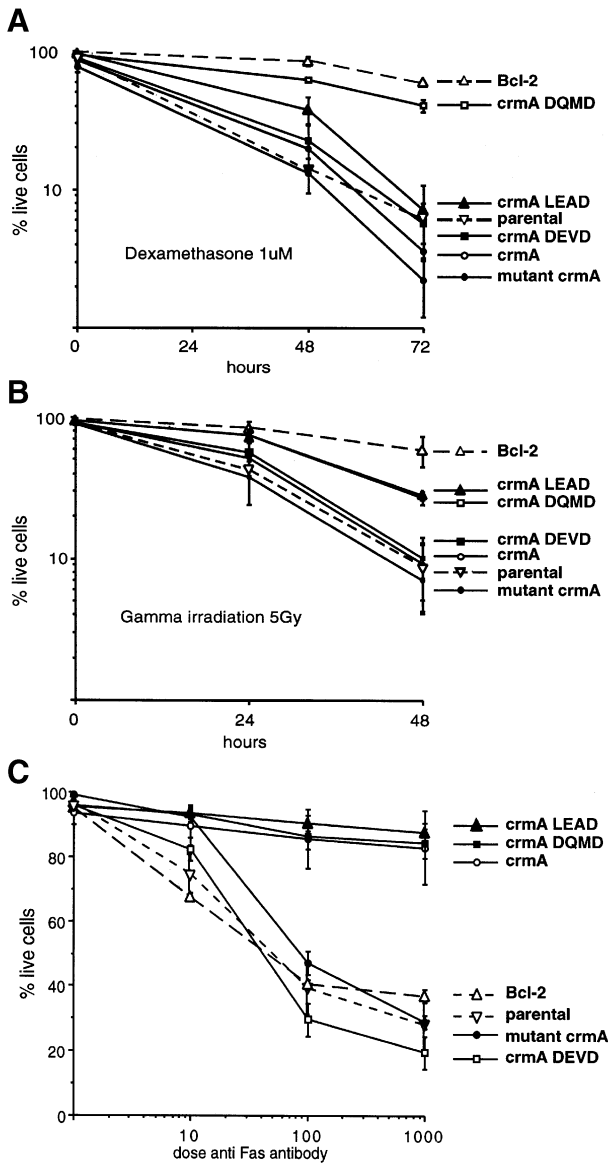 A
100
10
% live cells
Dexamethasone 1uM
0
24
48
72
hours
Bcl-2
crmA DQMD
crmA LEAD
parental
crmA DEVD
crmA
mutant crmA
B
100
10
% live cells
Gamma irradiation 5Gy
0
24
48
hours
Bcl-2
crmA LEAD
crmA DQMD
crmA DEVD
crmA
parental
mutant crmA
C
100
80
60
40
20
0
% live cells
10
100
1000
dose anti Fas antibody
crmA LEAD
crmA DQMD
crmA
Bcl-2
parental
mutant crmA
crmA DEVD